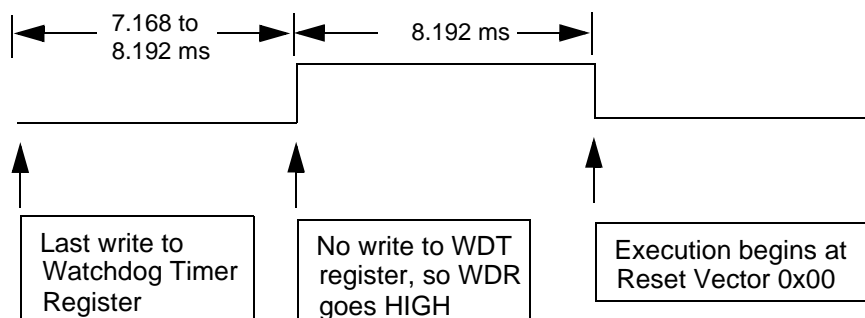 7.168 to
8.192 ms
8.192 ms
Last write to
Watchdog Timer
Register
No write to WDT
register, so WDR
goes HIGH
Execution begins at
Reset Vector 0x00